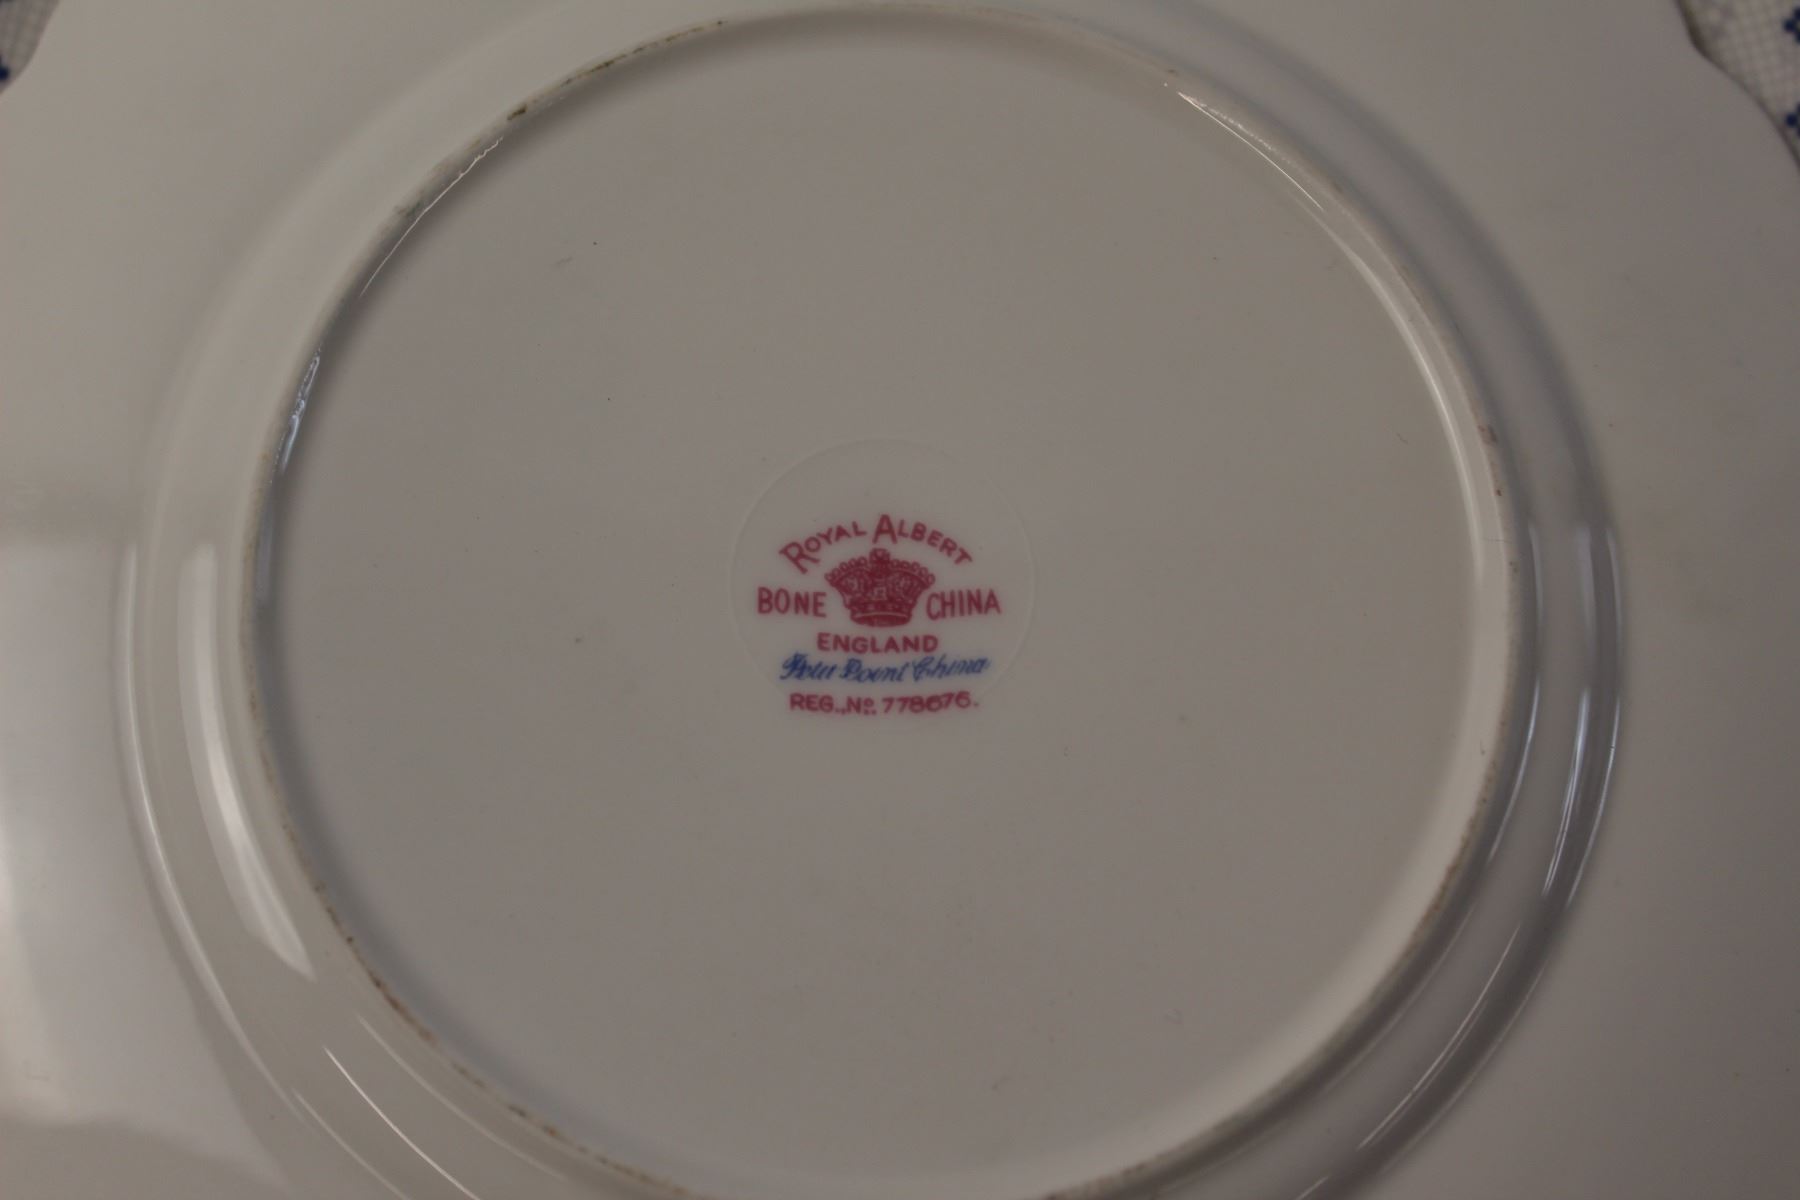 ROYAL ALBERT
BONE CHINA
ENGLAND
Petit Point China
REG., No. 778676.